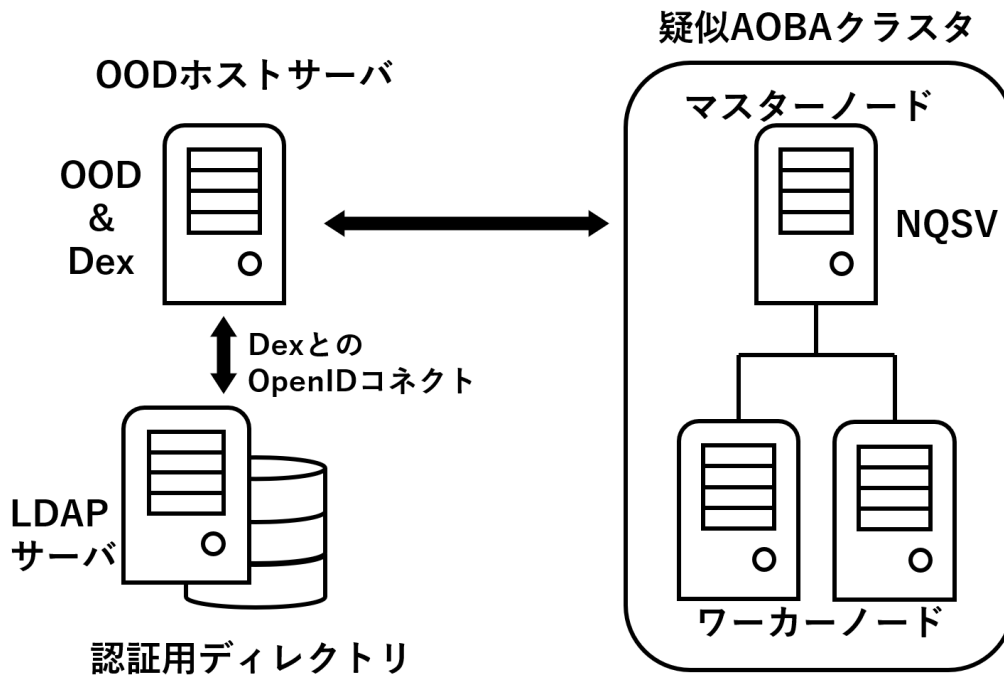 疑似AOBAクラスタ
OODホストサーバ
マスターノード
OOD
&
Dex
NQSV
Dexとの
OpenIDコネクト
LDAP
サーバ
ワーカーノード
認証用ディレクトリ